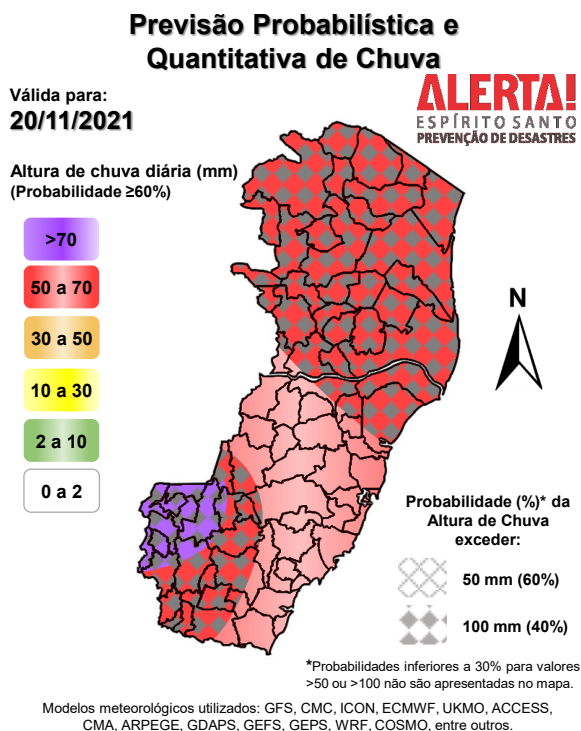 Previsão Probabilística e
Quantitativa de Chuva
Válida para:
20/11/2021
ALERTA!
ESPÍRITO SANTO
PREVENÇÃO DE DESASTRES
Altura de chuva diária (mm)
(Probabilidade ≥60%)
>70
50 a 70
30 a 50
10 a 30
2 a 10
0 a 2
N
Probabilidade (%)* da
Altura de Chuva
exceder:
50 mm (60%)
100 mm (40%)
*Probabilidades inferiores a 30% para valores
>50 ou >100 não são apresentadas no mapa.
Modelos meteorológicos utilizados: GFS, CMC, ICON, ECMWF, UKMO, ACCESS,
CMA, ARPEGE, GDAPS, GEFS, GEPS, WRF, COSMO, entre outros.